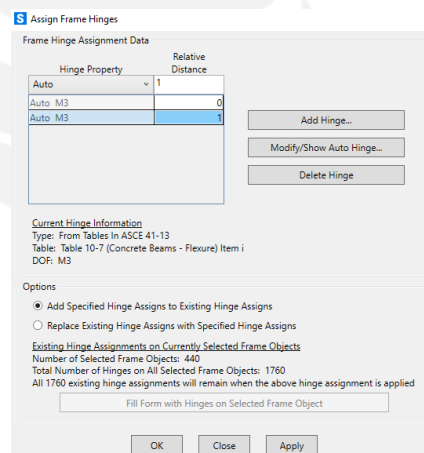 S Assign Frame Hinges
Frame Hinge Assignment Data
Relative
Hinge Property Distance
Auto 1
Auto M3 0
Auto M3 1
Add Hinge...
Modify/Show Auto Hinge...
Delete Hinge
Current Hinge Information
Type: From Tables In ASCE 41-13
Table: Table 10-7 (Concrete Beams - Flexure) Item i
DOF: M3
Options
Add Specified Hinge Assigns to Existing Hinge Assigns
Replace Existing Hinge Assigns with Specified Hinge Assigns
Existing Hinge Assignments on Currently Selected Frame Objects
Number of Selected Frame Objects: 440
Total Number of Hinges on All Selected Frame Objects: 1760
All 1760 existing hinge assignments will remain when the above hinge assignment is applied
Fill Form with Hinges on Selected Frame Object
OK Close Apply